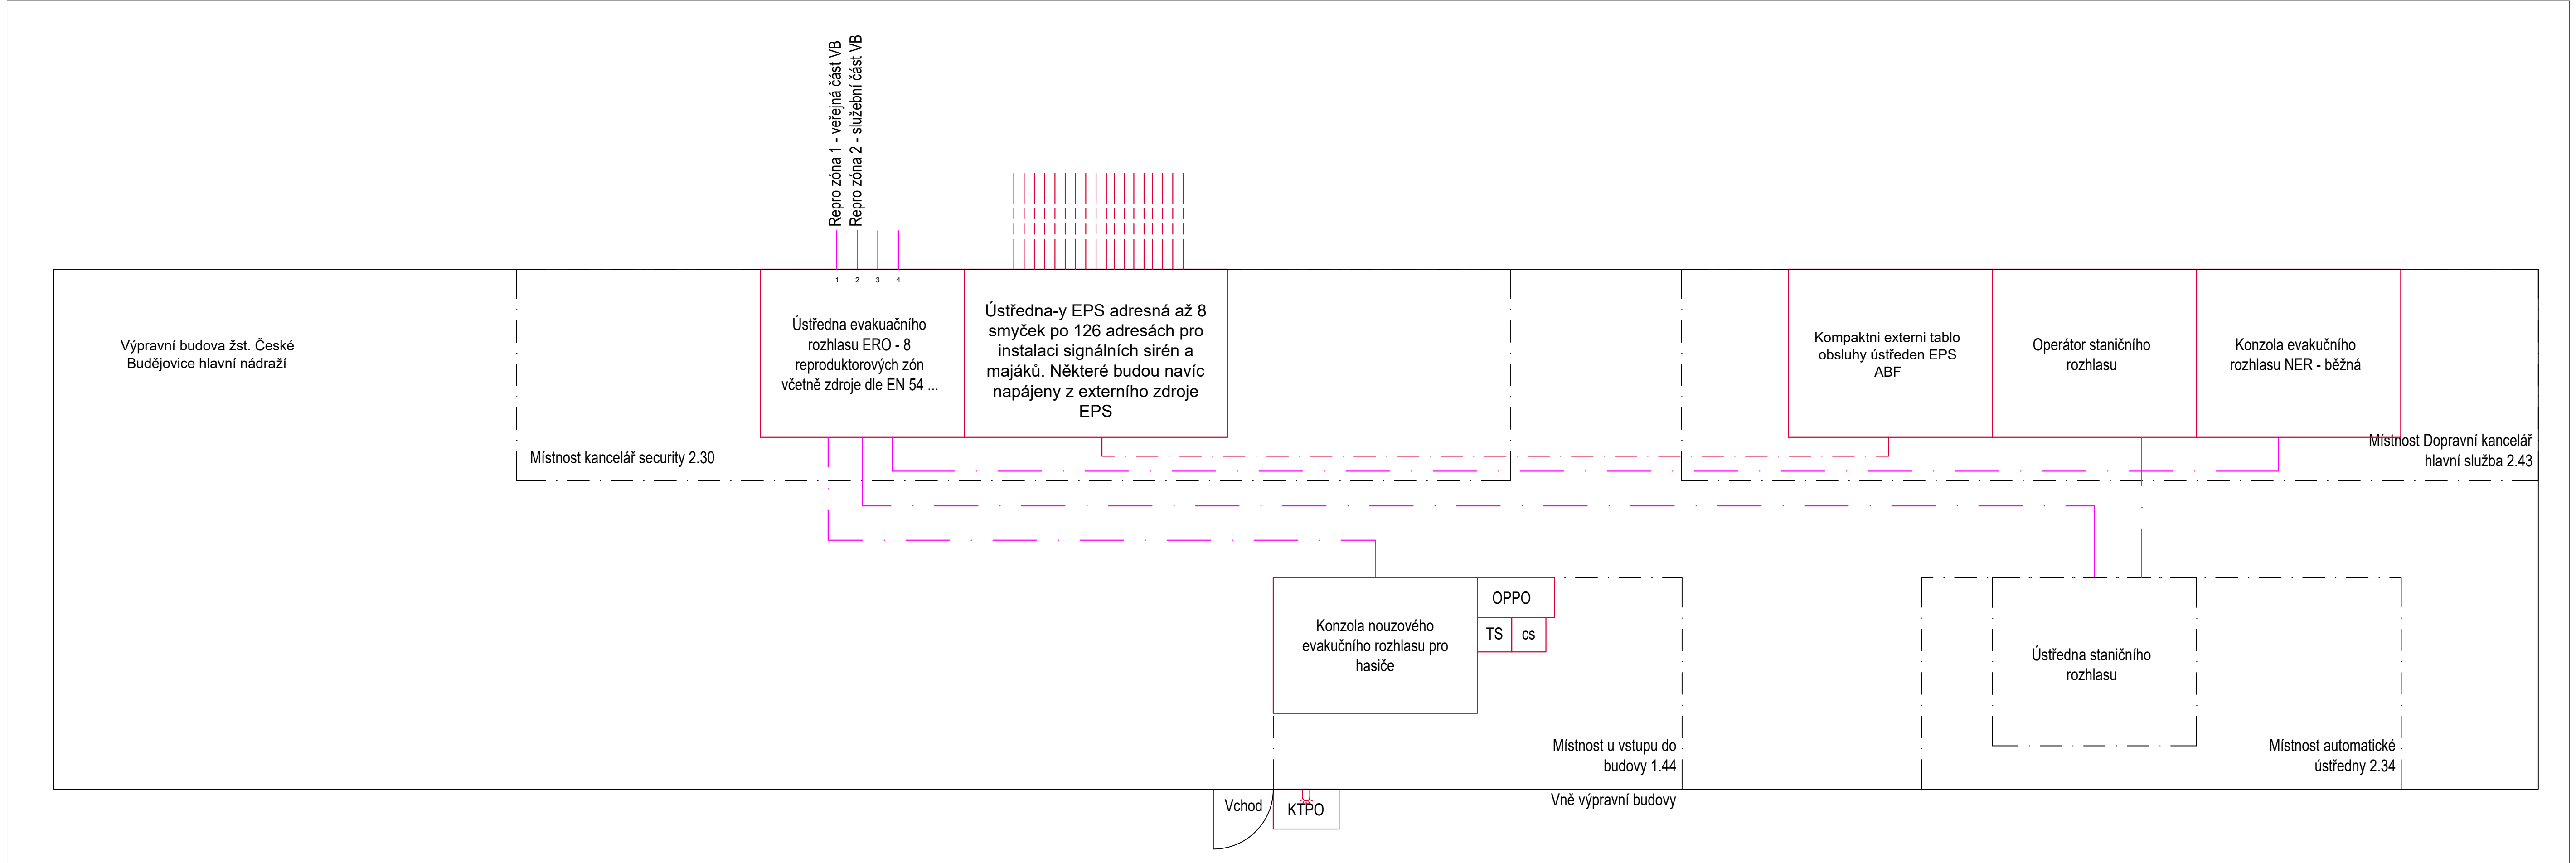 Repro zóna 1 - veřejná část VB
Repro zóna 2 - služební část VB
1 2 3 4
Výpravní budova žst. České
Budějovice hlavní nádraží
Ústředna evakuačního
rozhlasu ERO - 8
reproduktorových zón
včetně zdroje dle EN 54 ...
Ústředna-y EPS adresná až 8
smyček po 126 adresách pro
instalaci signálních sirén a
majáků. Některé budou navíc
napájeny z externího zdroje
EPS
Kompaktni externi tablo
obsluhy ústředen EPS
ABF
Operátor staničního
rozhlasu
Konzola evakučního
rozhlasu NER - běžná
Místnost kancelář security 2.30
Místnost Dopravní kancelář
hlavní služba 2.43
Konzola nouzového
evakučního rozhlasu pro
hasiče
OPPO
TS
cs
Ústředna staničního
rozhlasu
Místnost u vstupu do
budovy 1.44
Místnost automatické
ústředny 2.34
Vchod
KTPO
Vně výpravní budovy